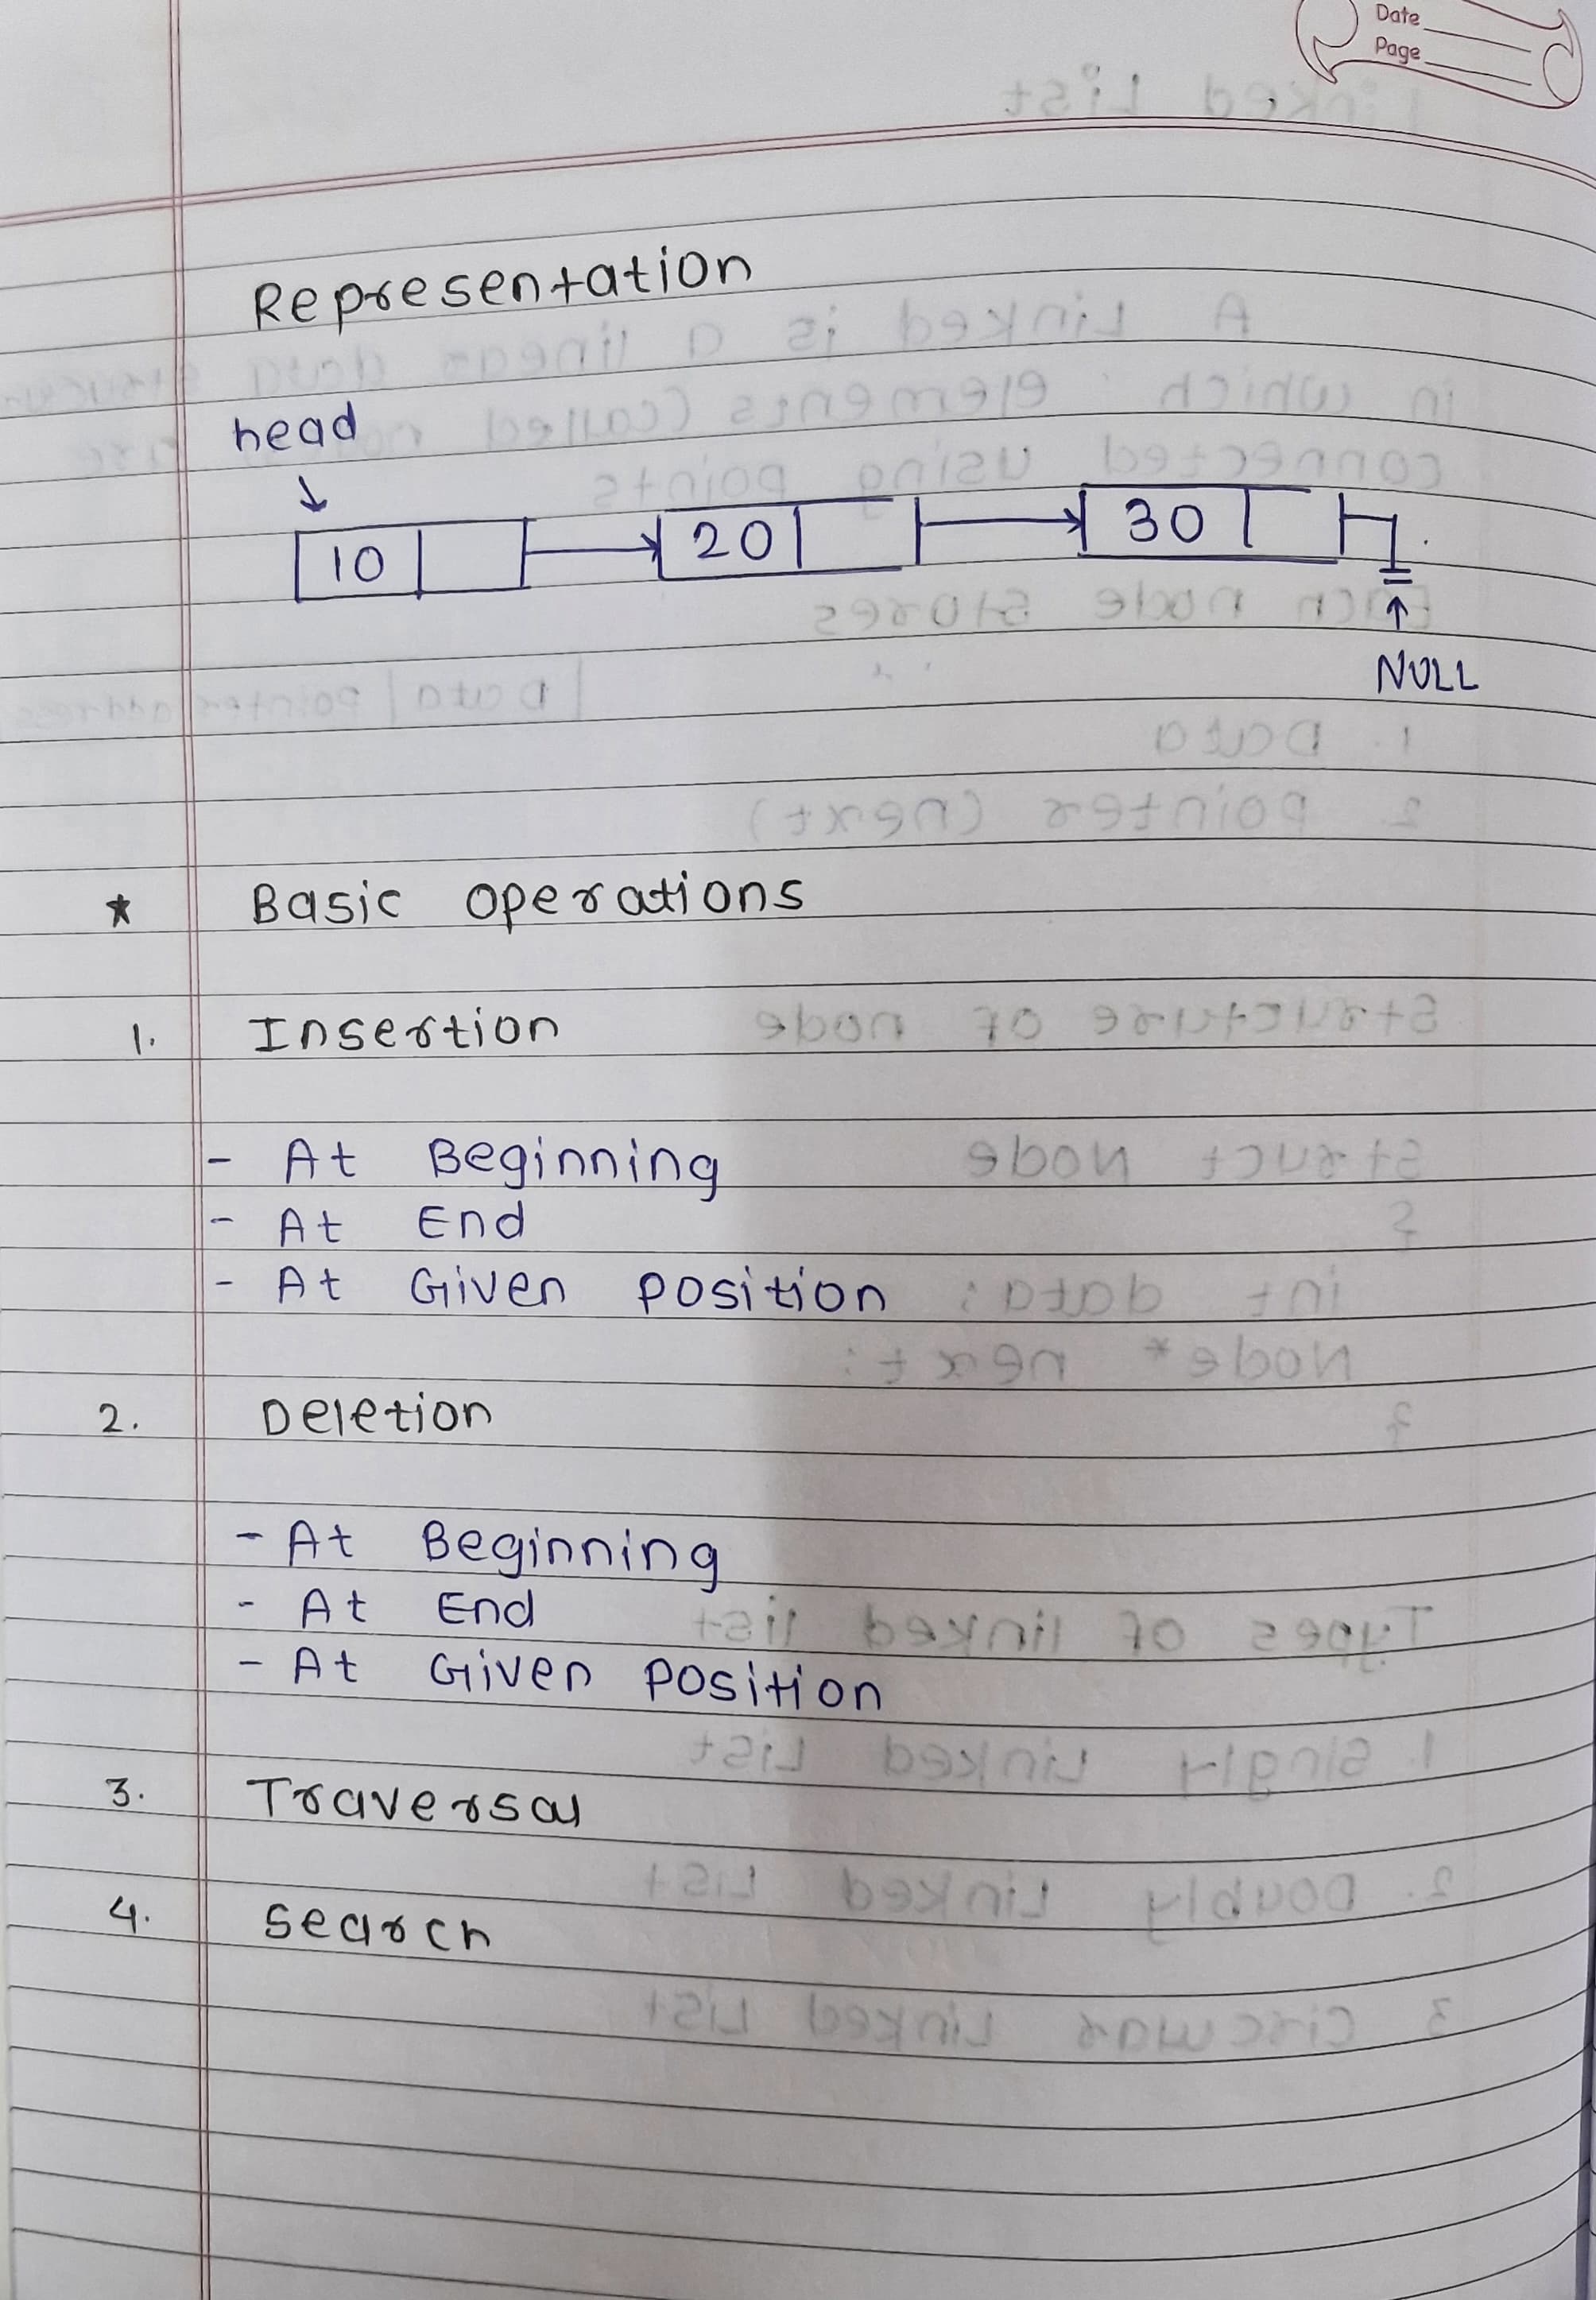 Date
Page
Representation
head
10 20 30
NULL
* Basic operations
1. Insertion
- At Beginning
- At End
- At Given position
2. Deletion
- At Beginning
- At End
- At Given position
3. Traversal
4. search